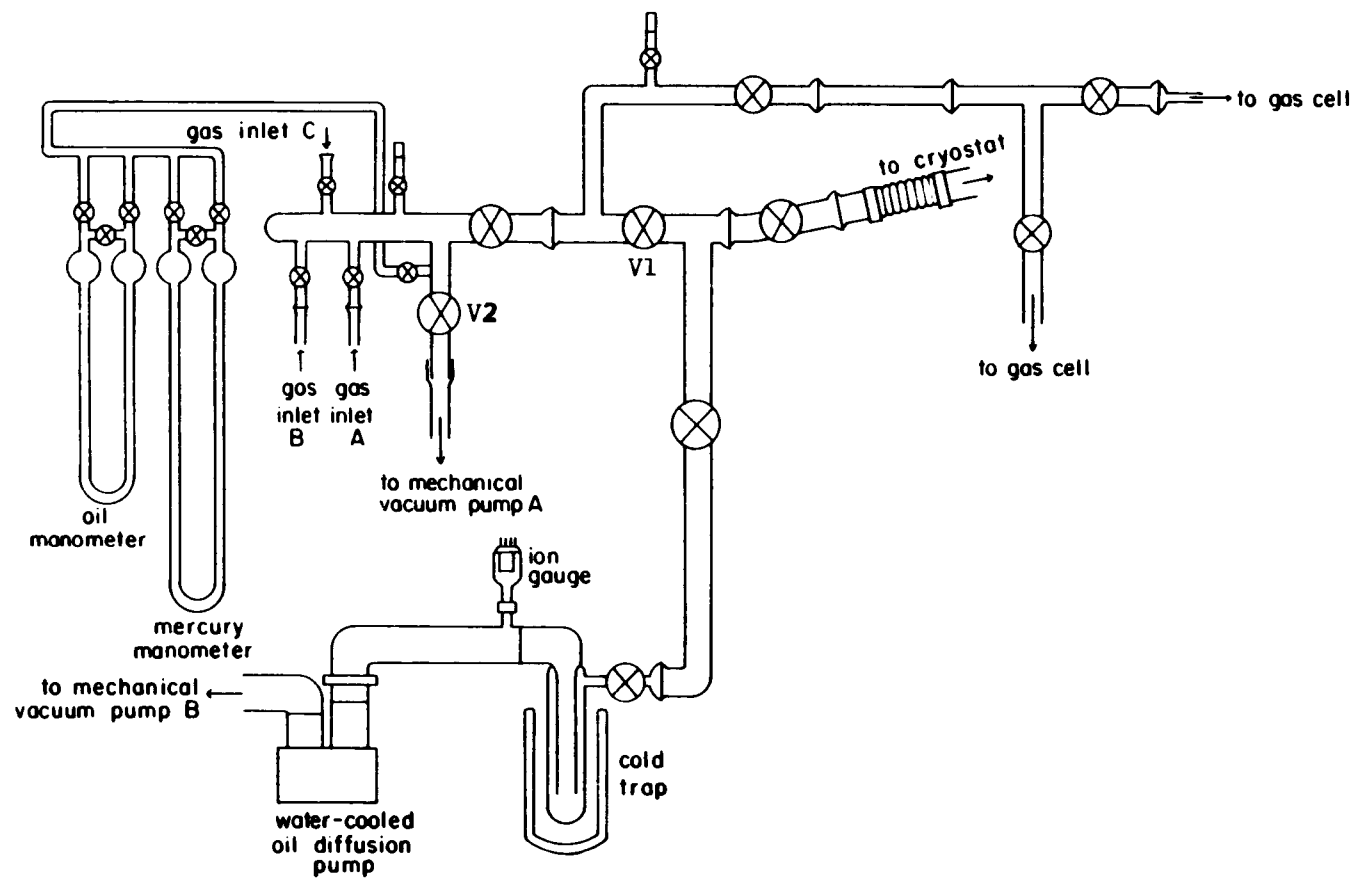 to gas cell
gas inlet C
to cryostat
V1
V2
to gas cell
gos gas
inlet inlet
B A
to mechanical
vacuum pump A
oil
manometer
ion
gauge
mercury
manometer
to mechanical
vacuum pump B
cold
trap
water-cooled
oil diffusion
pump